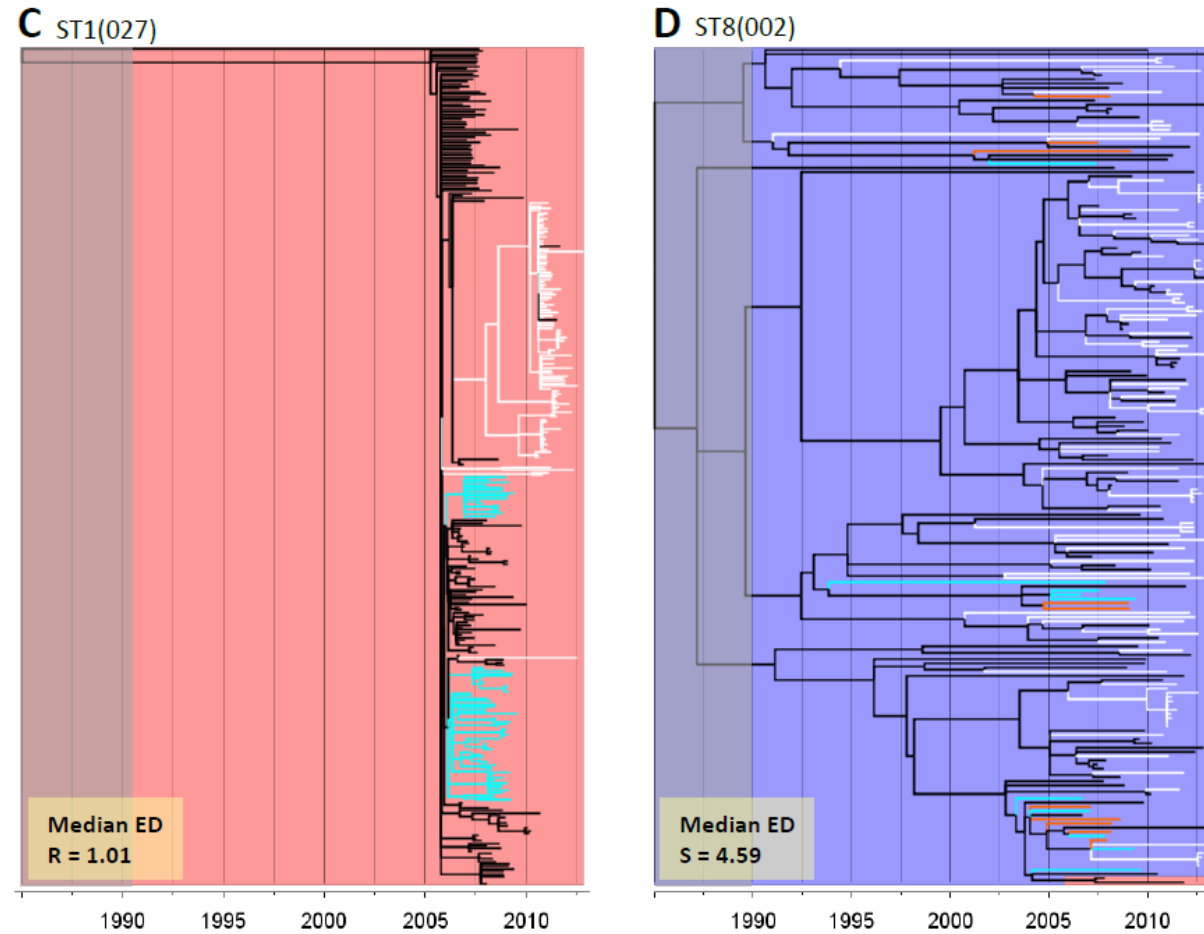 C ST1(027)
D ST8(002)
Median ED
R = 1.01
Median ED
S = 4.59
1990 1995 2000 2005 2010
1990 1995 2000 2005 2010